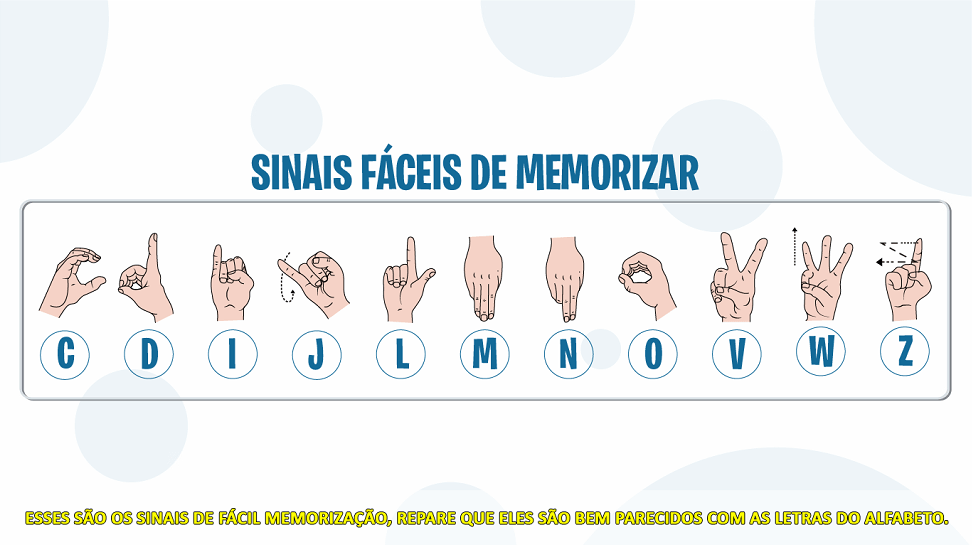 SINAIS FÁCEIS DE MEMORIZAR
C D I J L M N O V W Z
ESSES SÃO OS SINAIS DE FÁCIL MEMORIZAÇÃO, REPARE QUE ELES SÃO BEM PARECIDOS COM AS LETRAS DO ALFABETO.